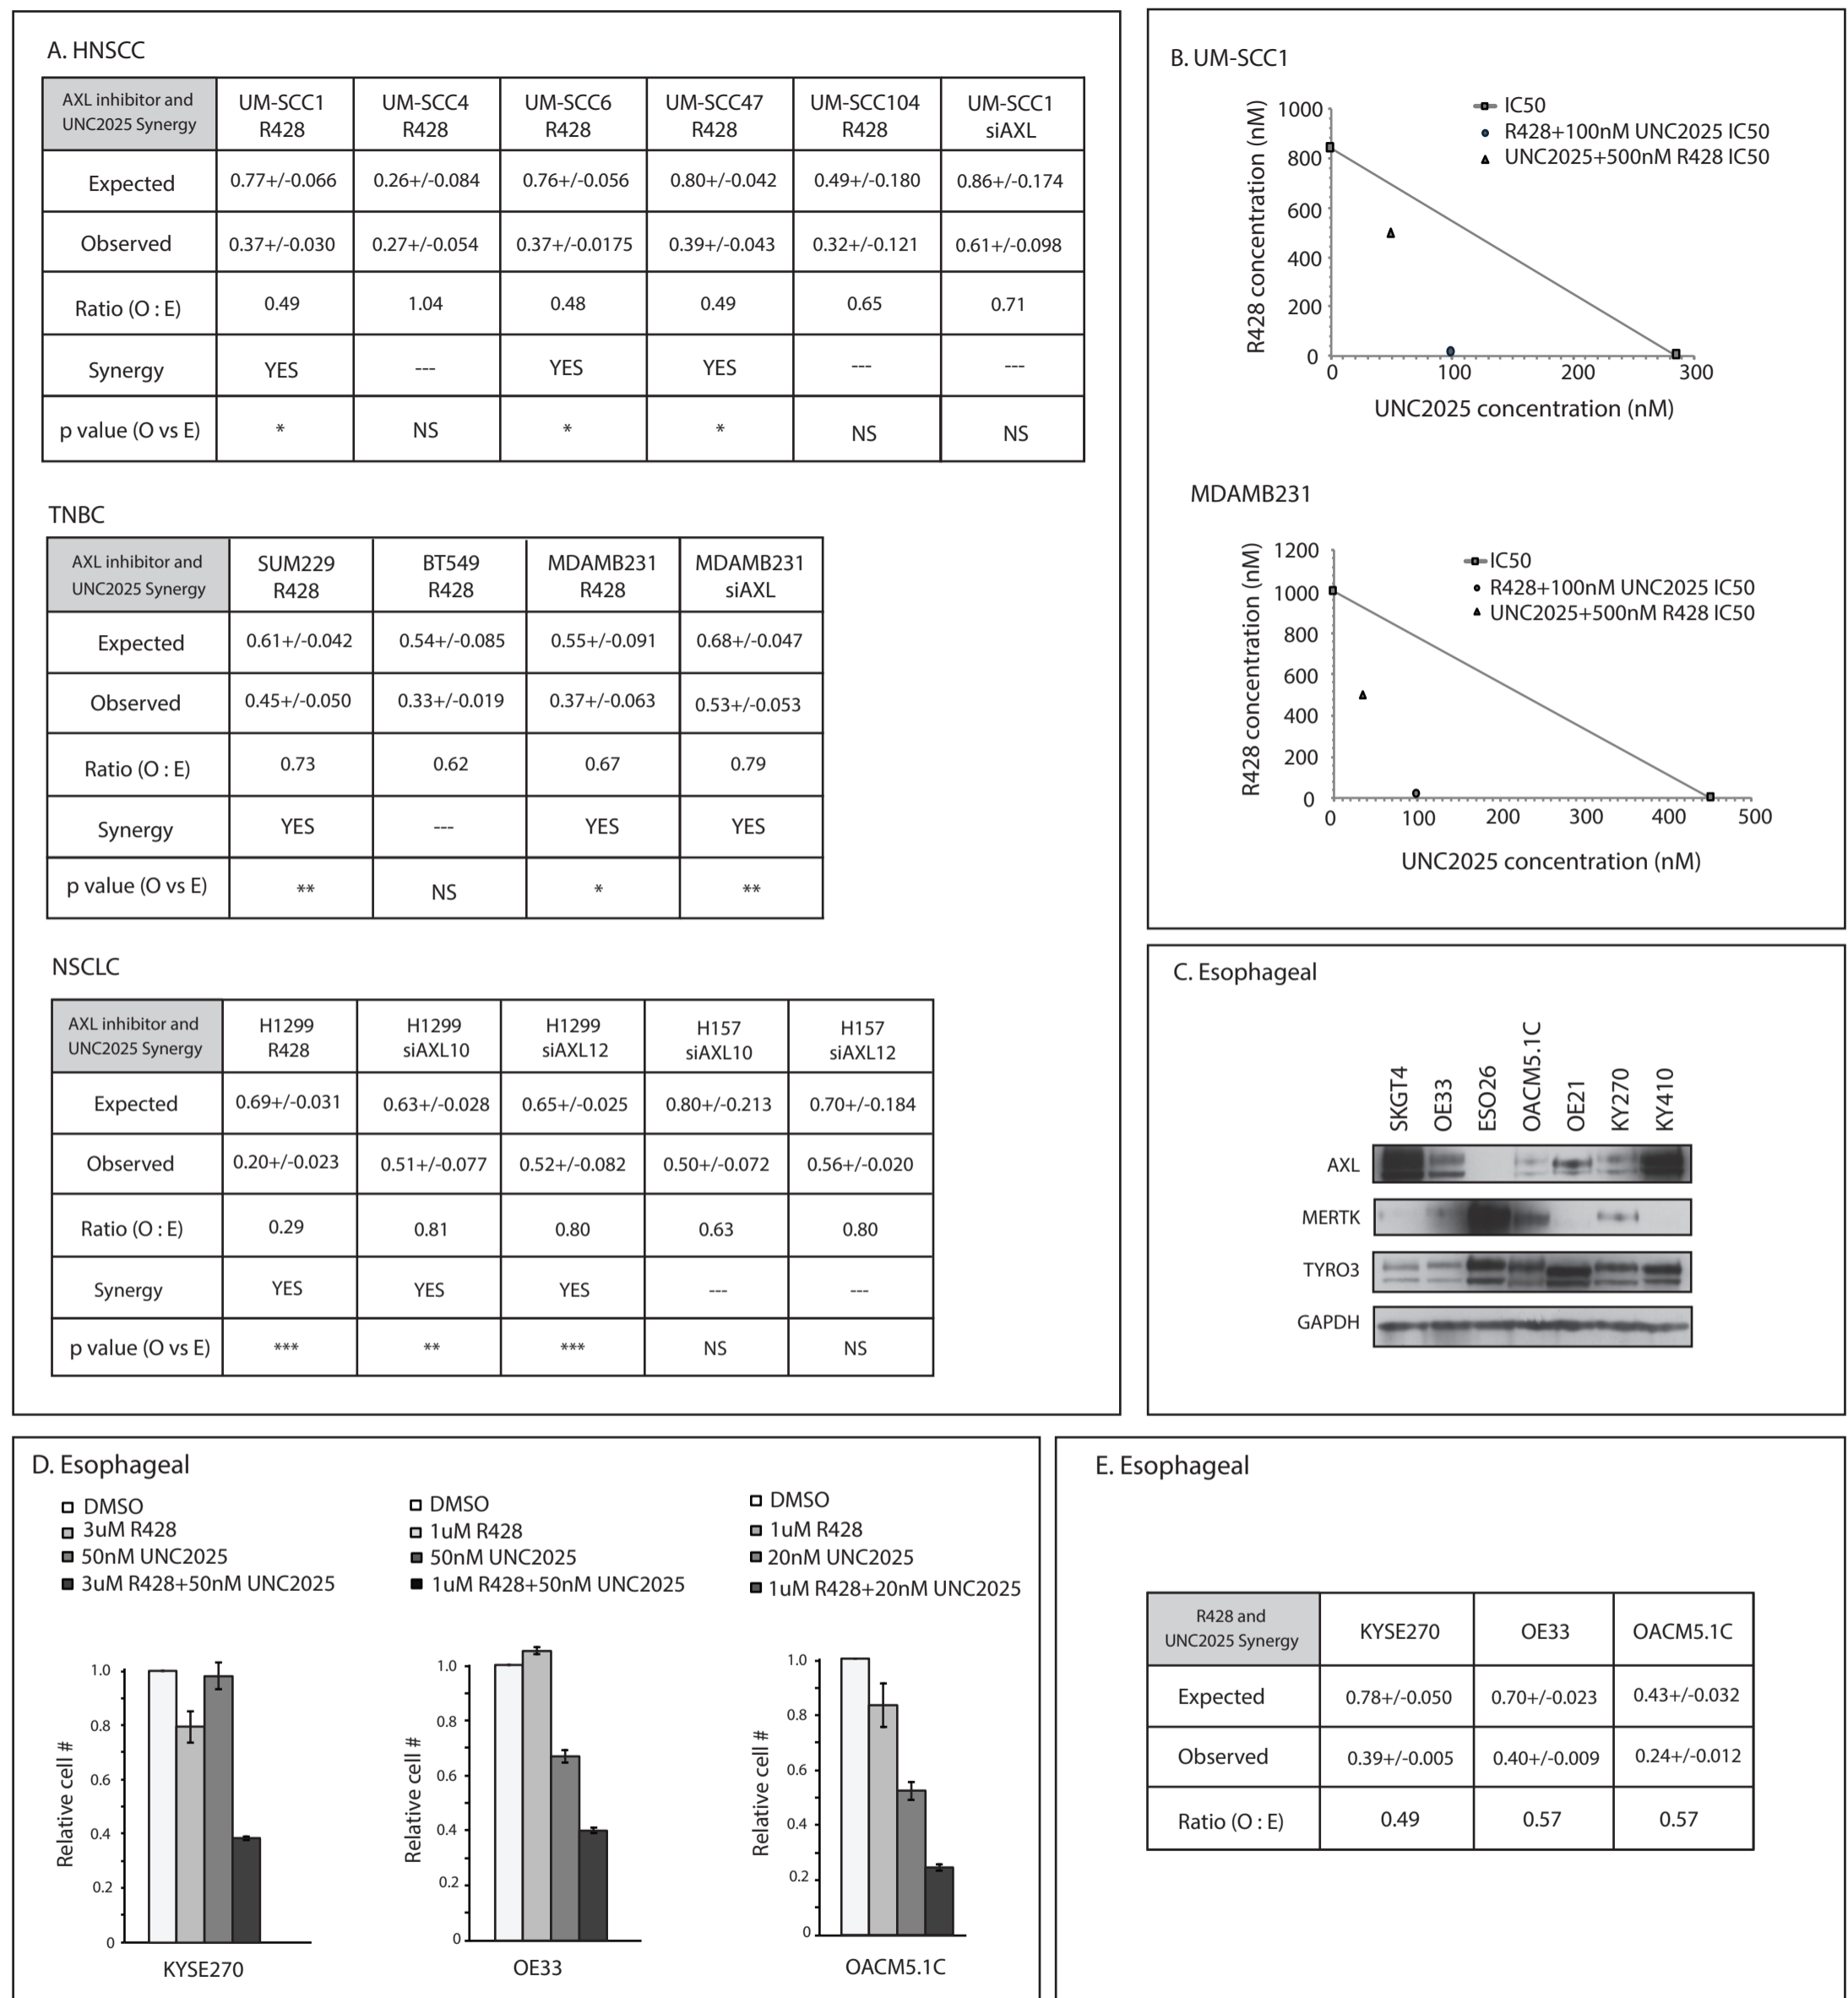 A. HNSCC
AXL inhibitor and UNC2025 Synergy | UM-SCC1 R428 | UM-SCC4 R428 | UM-SCC6 R428 | UM-SCC47 R428 | UM-SCC104 R428 | UM-SCC1 siAXL
Expected | 0.77+/-0.066 | 0.26+/-0.084 | 0.76+/-0.056 | 0.80+/-0.042 | 0.49+/-0.180 | 0.86+/-0.174
Observed | 0.37+/-0.030 | 0.27+/-0.054 | 0.37+/-0.0175 | 0.39+/-0.043 | 0.32+/-0.121 | 0.61+/-0.098
Ratio (O : E) | 0.49 | 1.04 | 0.48 | 0.49 | 0.65 | 0.71
Synergy | YES | --- | YES | YES | --- | ---
p value (O vs E) | * | NS | * | * | NS | NS
TNBC
AXL inhibitor and UNC2025 Synergy | SUM229 R428 | BT549 R428 | MDAMB231 R428 | MDAMB231 siAXL
Expected | 0.61+/-0.042 | 0.54+/-0.085 | 0.55+/-0.091 | 0.68+/-0.047
Observed | 0.45+/-0.050 | 0.33+/-0.019 | 0.37+/-0.063 | 0.53+/-0.053
Ratio (O : E) | 0.73 | 0.62 | 0.67 | 0.79
Synergy | YES | --- | YES | YES
p value (O vs E) | ** | NS | * | **
NSCLC
AXL inhibitor and UNC2025 Synergy | H1299 R428 | H1299 siAXL10 | H1299 siAXL12 | H157 siAXL10 | H157 siAXL12
Expected | 0.69+/-0.031 | 0.63+/-0.028 | 0.65+/-0.025 | 0.80+/-0.213 | 0.70+/-0.184
Observed | 0.20+/-0.023 | 0.51+/-0.077 | 0.52+/-0.082 | 0.50+/-0.072 | 0.56+/-0.020
Ratio (O : E) | 0.29 | 0.81 | 0.80 | 0.63 | 0.80
Synergy | YES | YES | YES | --- | ---
p value (O vs E) | *** | ** | *** | NS | NS
B. UM-SCC1
IC50
R428+100nM UNC2025 IC50
UNC2025+500nM R428 IC50
R428 concentration (nM)
1000
800
600
400
200
0
0 100 200 300
UNC2025 concentration (nM)
MDAMB231
IC50
R428+100nM UNC2025 IC50
UNC2025+500nM R428 IC50
R428 concentration (nM)
1200
1000
800
600
400
200
0
0 100 200 300 400 500
UNC2025 concentration (nM)
C. Esophageal
SKGT4 OE33 ESO26 OACM5.1C OE21 KY270 KY410
AXL
MERTK
TYRO3
GAPDH
D. Esophageal
DMSO
3uM R428
50nM UNC2025
3uM R428+50nM UNC2025
Relative cell #
1.0
0.8
0.6
0.4
0.2
0
KYSE270
DMSO
1uM R428
50nM UNC2025
1uM R428+50nM UNC2025
Relative cell #
1.0
0.8
0.6
0.4
0.2
0
OE33
DMSO
1uM R428
20nM UNC2025
1uM R428+20nM UNC2025
Relative cell #
1.0
0.8
0.6
0.4
0.2
0
OACM5.1C
E. Esophageal
R428 and UNC2025 Synergy | KYSE270 | OE33 | OACM5.1C
Expected | 0.78+/-0.050 | 0.70+/-0.023 | 0.43+/-0.032
Observed | 0.39+/-0.005 | 0.40+/-0.009 | 0.24+/-0.012
Ratio (O : E) | 0.49 | 0.57 | 0.57